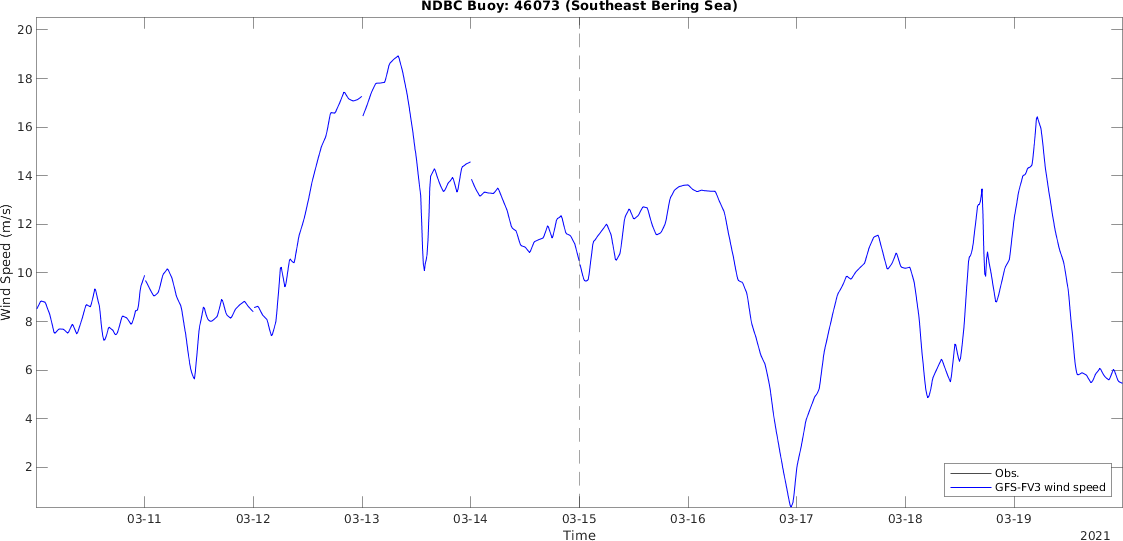 NDBC Buoy: 46073 (Southeast Bering Sea)
20
18
16
14
12
10
8
6
4
2
Wind Speed (m/s)
Obs.
GFS-FV3 wind speed
03-11 03-12 03-13 03-14 03-15 03-16 03-17 03-18 03-19
Time
2021